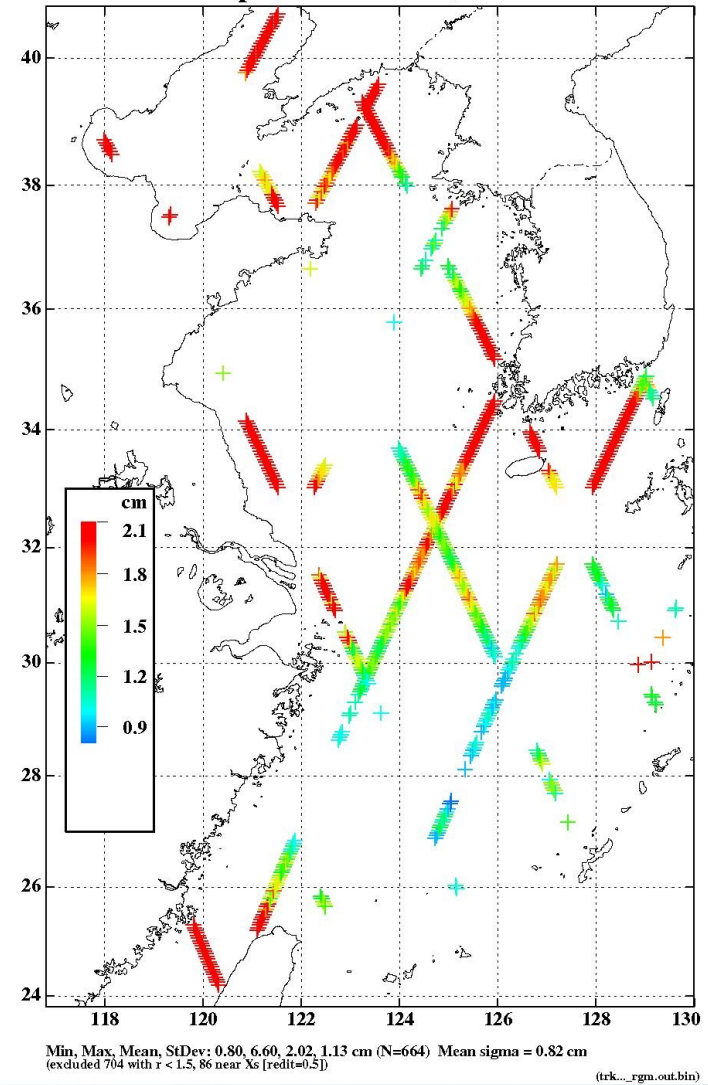 40
38
36
34
32
30
28
26
24
cm
2.1
1.8
1.5
1.2
0.9
118 120 122 124 126 128 130
Min, Max, Mean, StDev: 0.80, 6.60, 2.02, 1.13 cm (N=664) Mean sigma = 0.82 cm
(excluded 704 with r < 1.5, 86 near Xs [redit=0.5])
(trk..._rgm.out.bin)